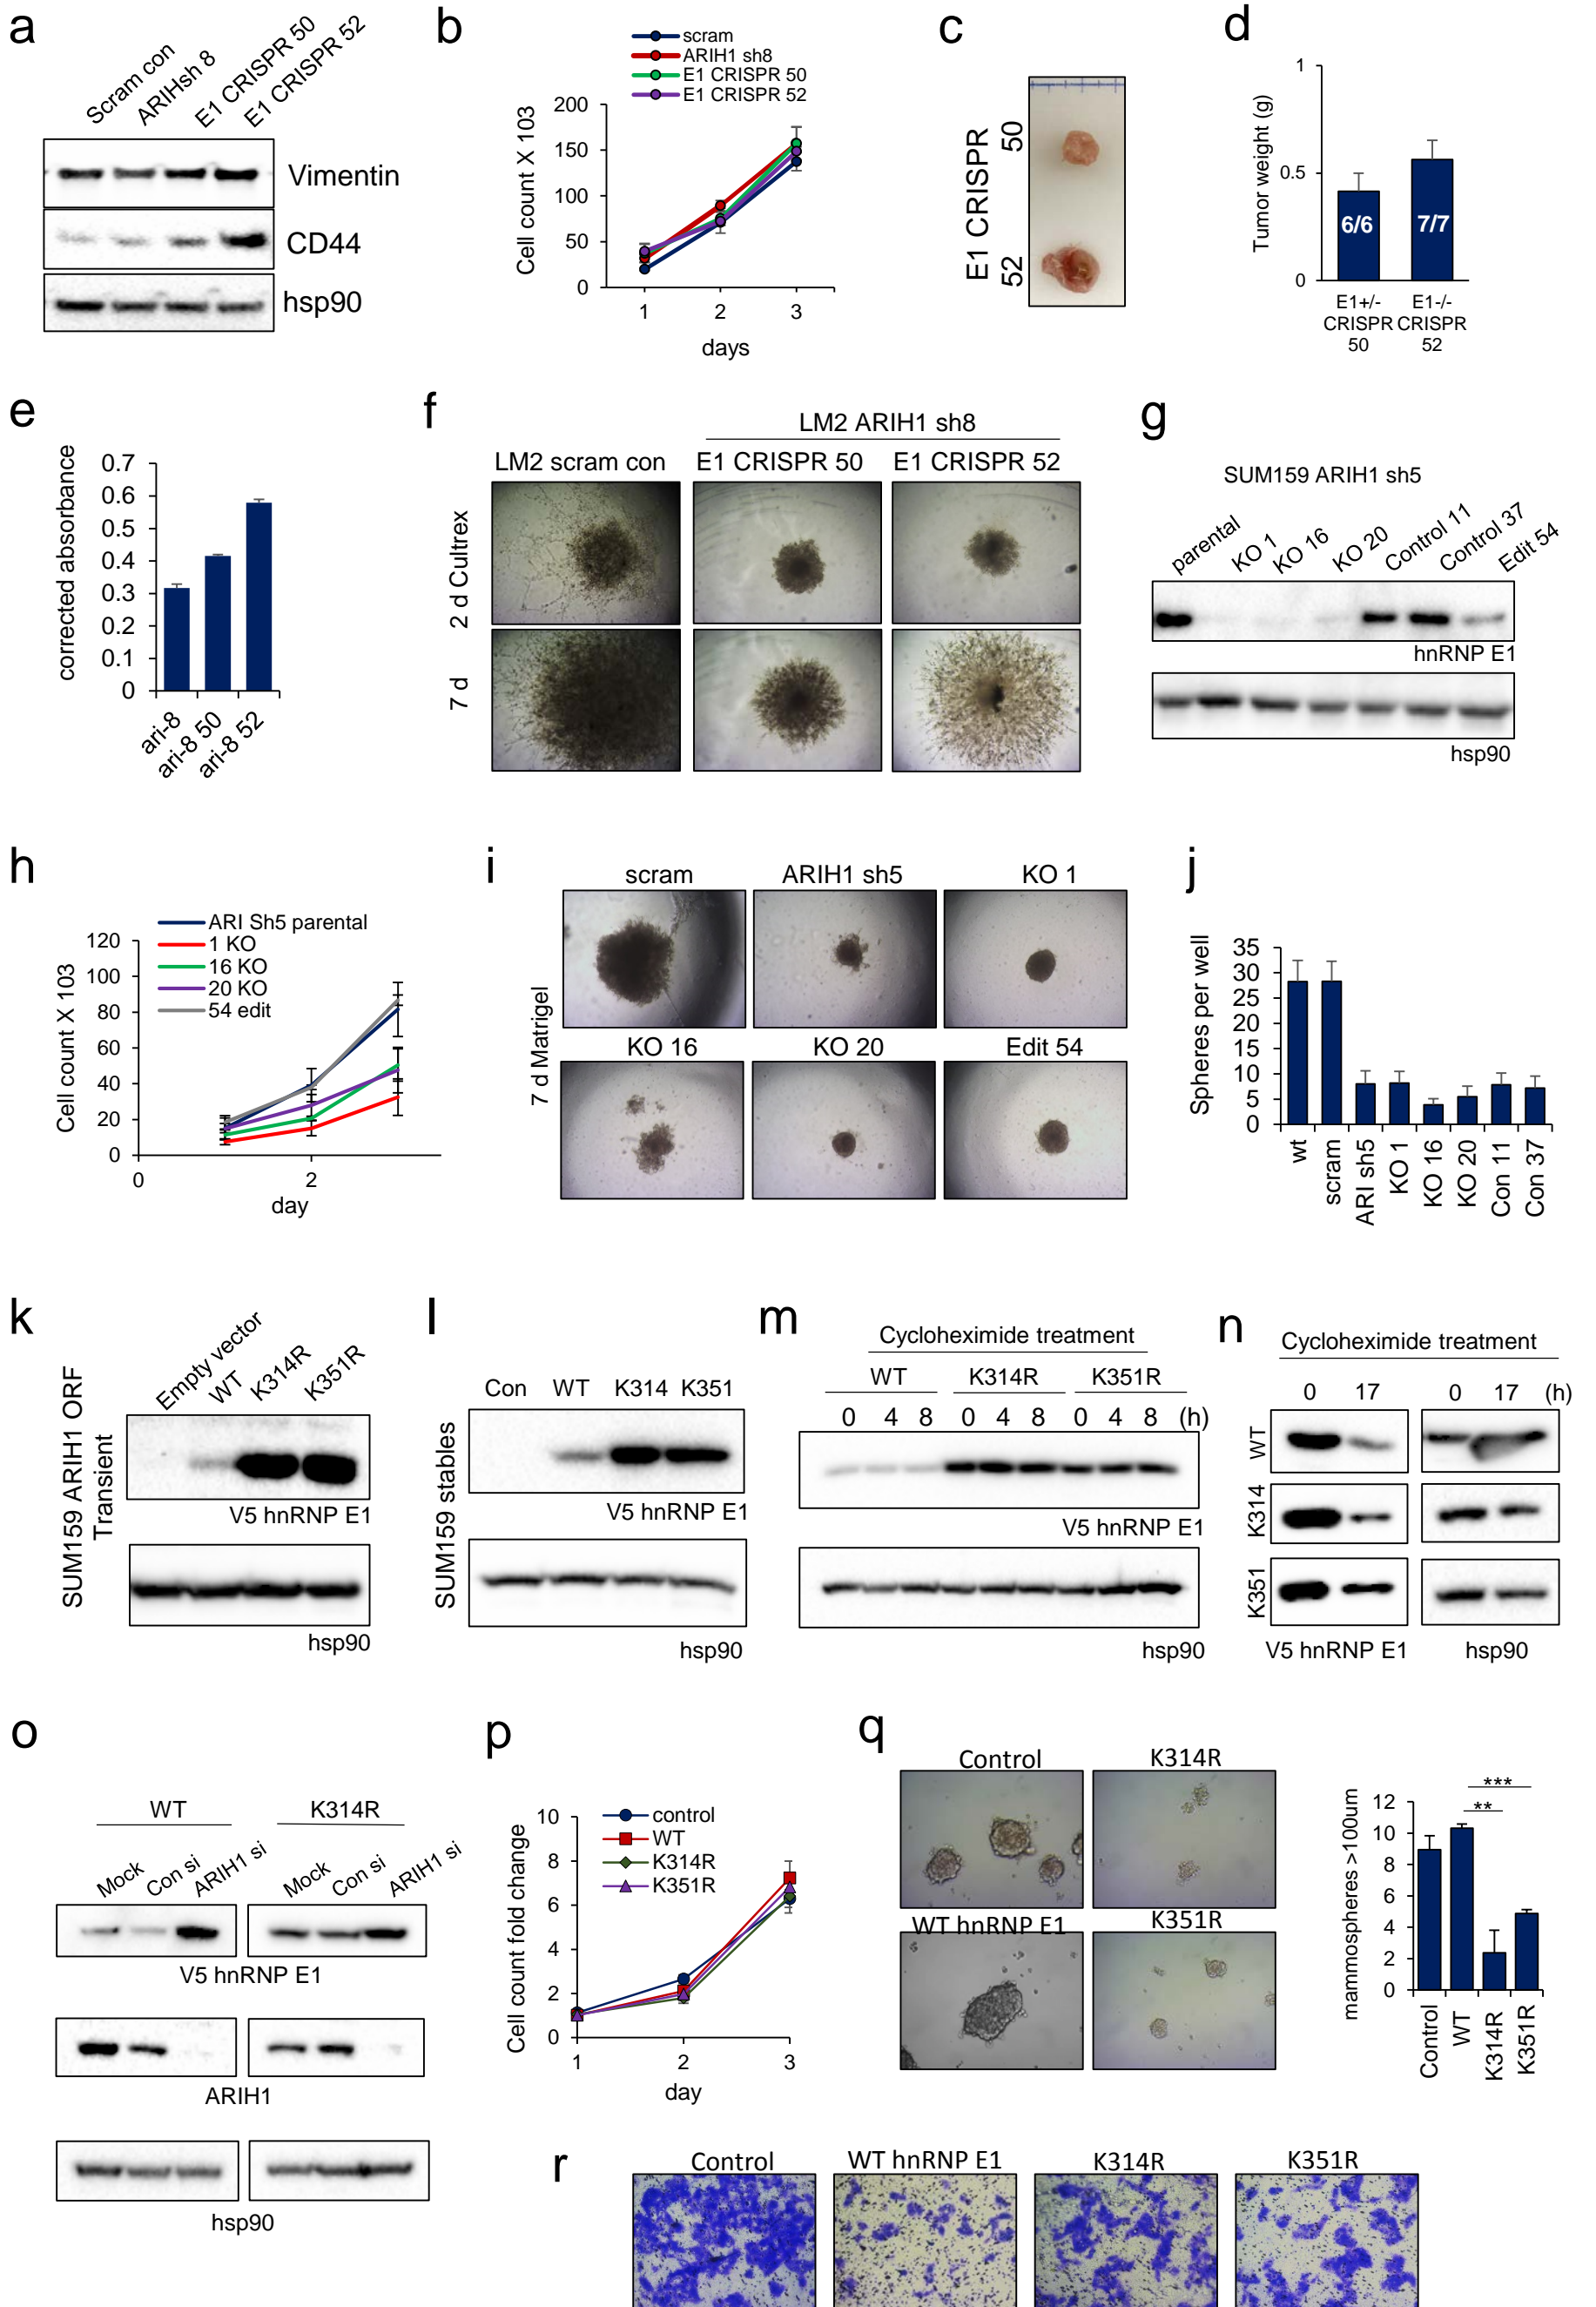 a
Scram con
ARIHsh 8
E1 CRISPR 50
E1 CRISPR 52
Vimentin
CD44
hsp90
b
scram
ARIH1 sh8
E1 CRISPR 50
E1 CRISPR 52
Cell count X 103
200
150
100
50
0
1 2 3
days
c
E1 CRISPR
50
52
d
Tumor weight (g)
1
0.5
0
6/6
7/7
E1+/-
CRISPR
50
E1-/-
CRISPR
52
e
corrected absorbance
0.7
0.6
0.5
0.4
0.3
0.2
0.1
0
ari-8
ari-8 50
ari-8 52
f
LM2 ARIH1 sh8
LM2 scram con
E1 CRISPR 50
E1 CRISPR 52
2 d Cultrex
7 d
g
SUM159 ARIH1 sh5
parental
KO 1
KO 16
KO 20
Control 11
Control 37
Edit 54
hnRNP E1
hsp90
h
ARI Sh5 parental
1 KO
16 KO
20 KO
54 edit
Cell count X 103
120
100
80
60
40
20
0
0 2
day
i
scram
ARIH1 sh5
KO 1
7 d Matrigel
KO 16
KO 20
Edit 54
j
Spheres per well
35
30
25
20
15
10
5
0
wt
scram
ARI sh5
KO 1
KO 16
KO 20
Con 11
Con 37
k
SUM159 ARIH1 ORF
Transient
Empty vector
WT
K314R
K351R
V5 hnRNP E1
hsp90
l
SUM159 stables
Con WT K314 K351
V5 hnRNP E1
hsp90
m
Cycloheximide treatment
WT K314R K351R
0 4 8 0 4 8 0 4 8 (h)
V5 hnRNP E1
hsp90
n
Cycloheximide treatment
0 17 0 17 (h)
WT
K314
K351
V5 hnRNP E1
hsp90
o
WT
K314R
Mock
Con si
ARIH1 si
Mock
Con si
ARIH1 si
V5 hnRNP E1
ARIH1
hsp90
p
control
WT
K314R
K351R
Cell count fold change
10
8
6
4
2
0
1 2 3
day
q
Control
K314R
WT hnRNP E1
K351R
mammospheres >100um
12
10
8
6
4
2
0
***
**
Control
WT
K314R
K351R
r
Control
WT hnRNP E1
K314R
K351R